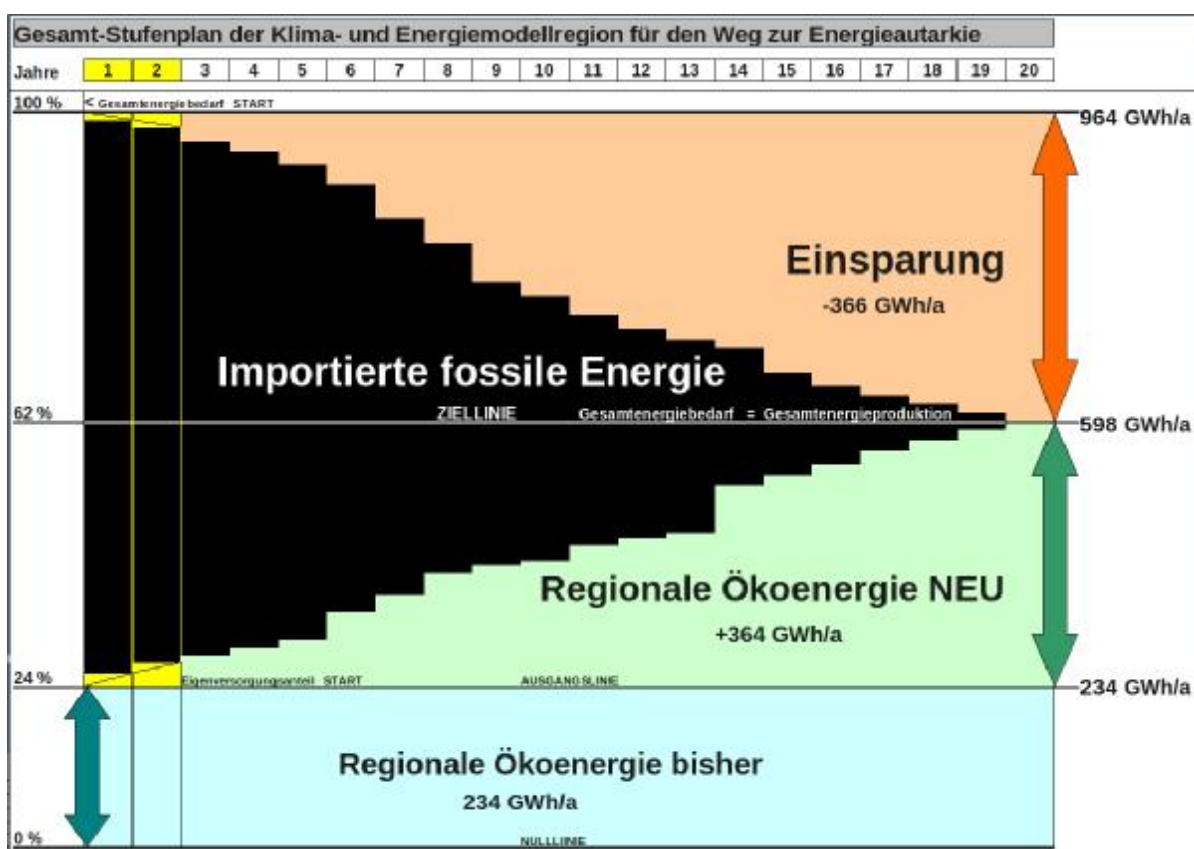 Gesamt-Stufenplan der Klima- und Energiemodellregion für den Weg zur Energieautarkie
Jahre 1 2 3 4 5 6 7 8 9 10 11 12 13 14 15 16 17 18 19 20
100 % < Gesamtenergiebedarf START
964 GWh/a
Einsparung
-366 GWh/a
Importierte fossile Energie
62 % ZIELLINIE Gesamtenergiebedarf = Gesamtenergieproduktion
598 GWh/a
Regionale Ökoenergie NEU
+364 GWh/a
24 % Eigenversorgungsanteil START AUSGANGSLINIE
234 GWh/a
Regionale Ökoenergie bisher
234 GWh/a
0 % NULLLINIE